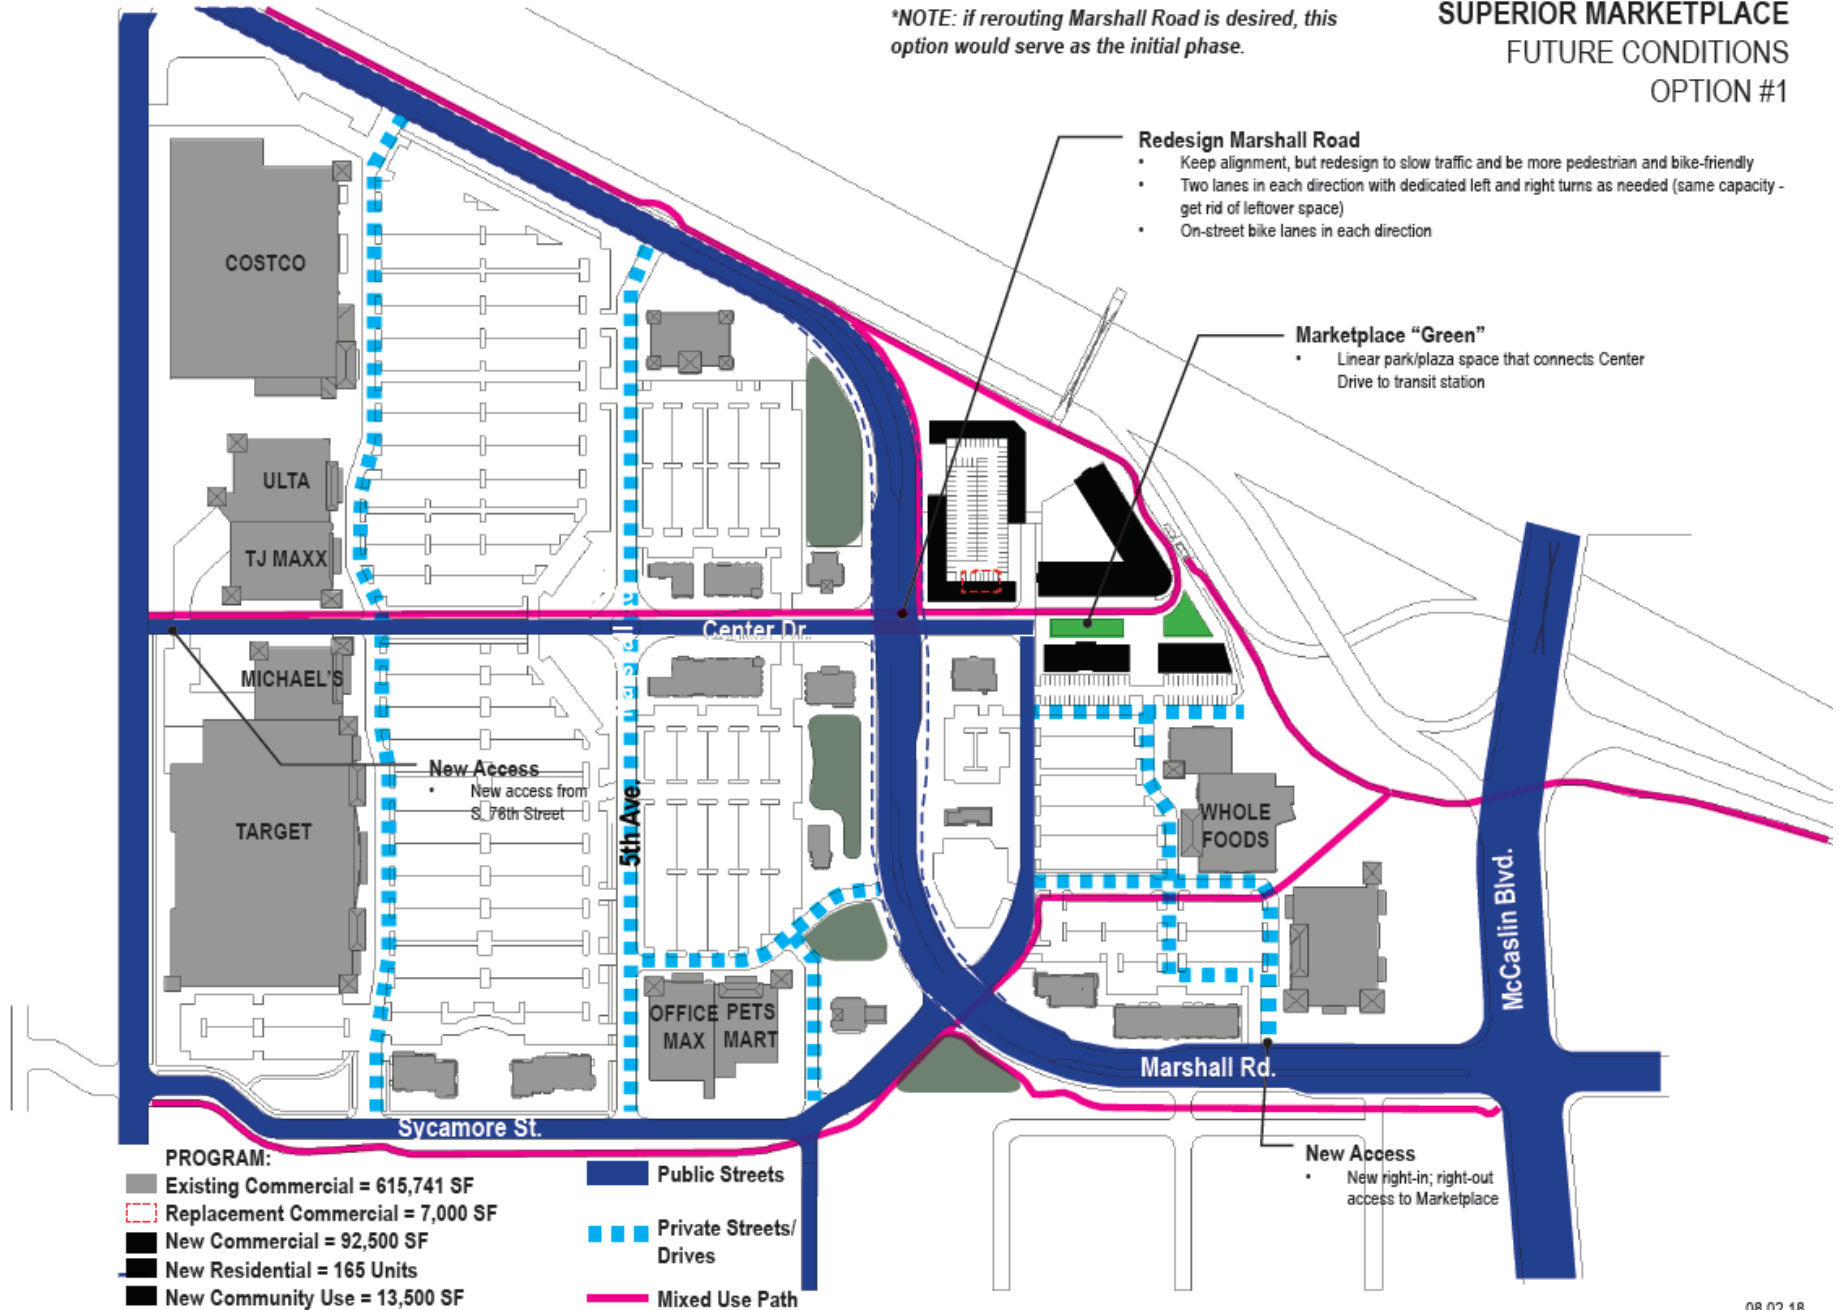 *NOTE: if rerouting Marshall Road is desired, this
option would serve as the initial phase.
SUPERIOR MARKETPLACE
FUTURE CONDITIONS
OPTION #1
Redesign Marshall Road
• Keep alignment, but redesign to slow traffic and be more pedestrian and bike-friendly
• Two lanes in each direction with dedicated left and right turns as needed (same capacity -
get rid of leftover space)
• On-street bike lanes in each direction
Marketplace “Green”
• Linear park/plaza space that connects Center
Drive to transit station
COSTCO
ULTA
TJ MAXX
Center Dr.
MICHAEL'S
New Access
• New access from
S. 76th Street
TARGET
5th Ave.
WHOLE
FOODS
McCaslin Blvd.
OFFICE
MAX
PETS
MART
Marshall Rd.
Sycamore St.
New Access
• New right-in; right-out
access to Marketplace
PROGRAM:
Existing Commercial = 615,741 SF
Replacement Commercial = 7,000 SF
New Commercial = 92,500 SF
New Residential = 165 Units
New Community Use = 13,500 SF
Public Streets
Private Streets/
Drives
Mixed Use Path
08.02.18